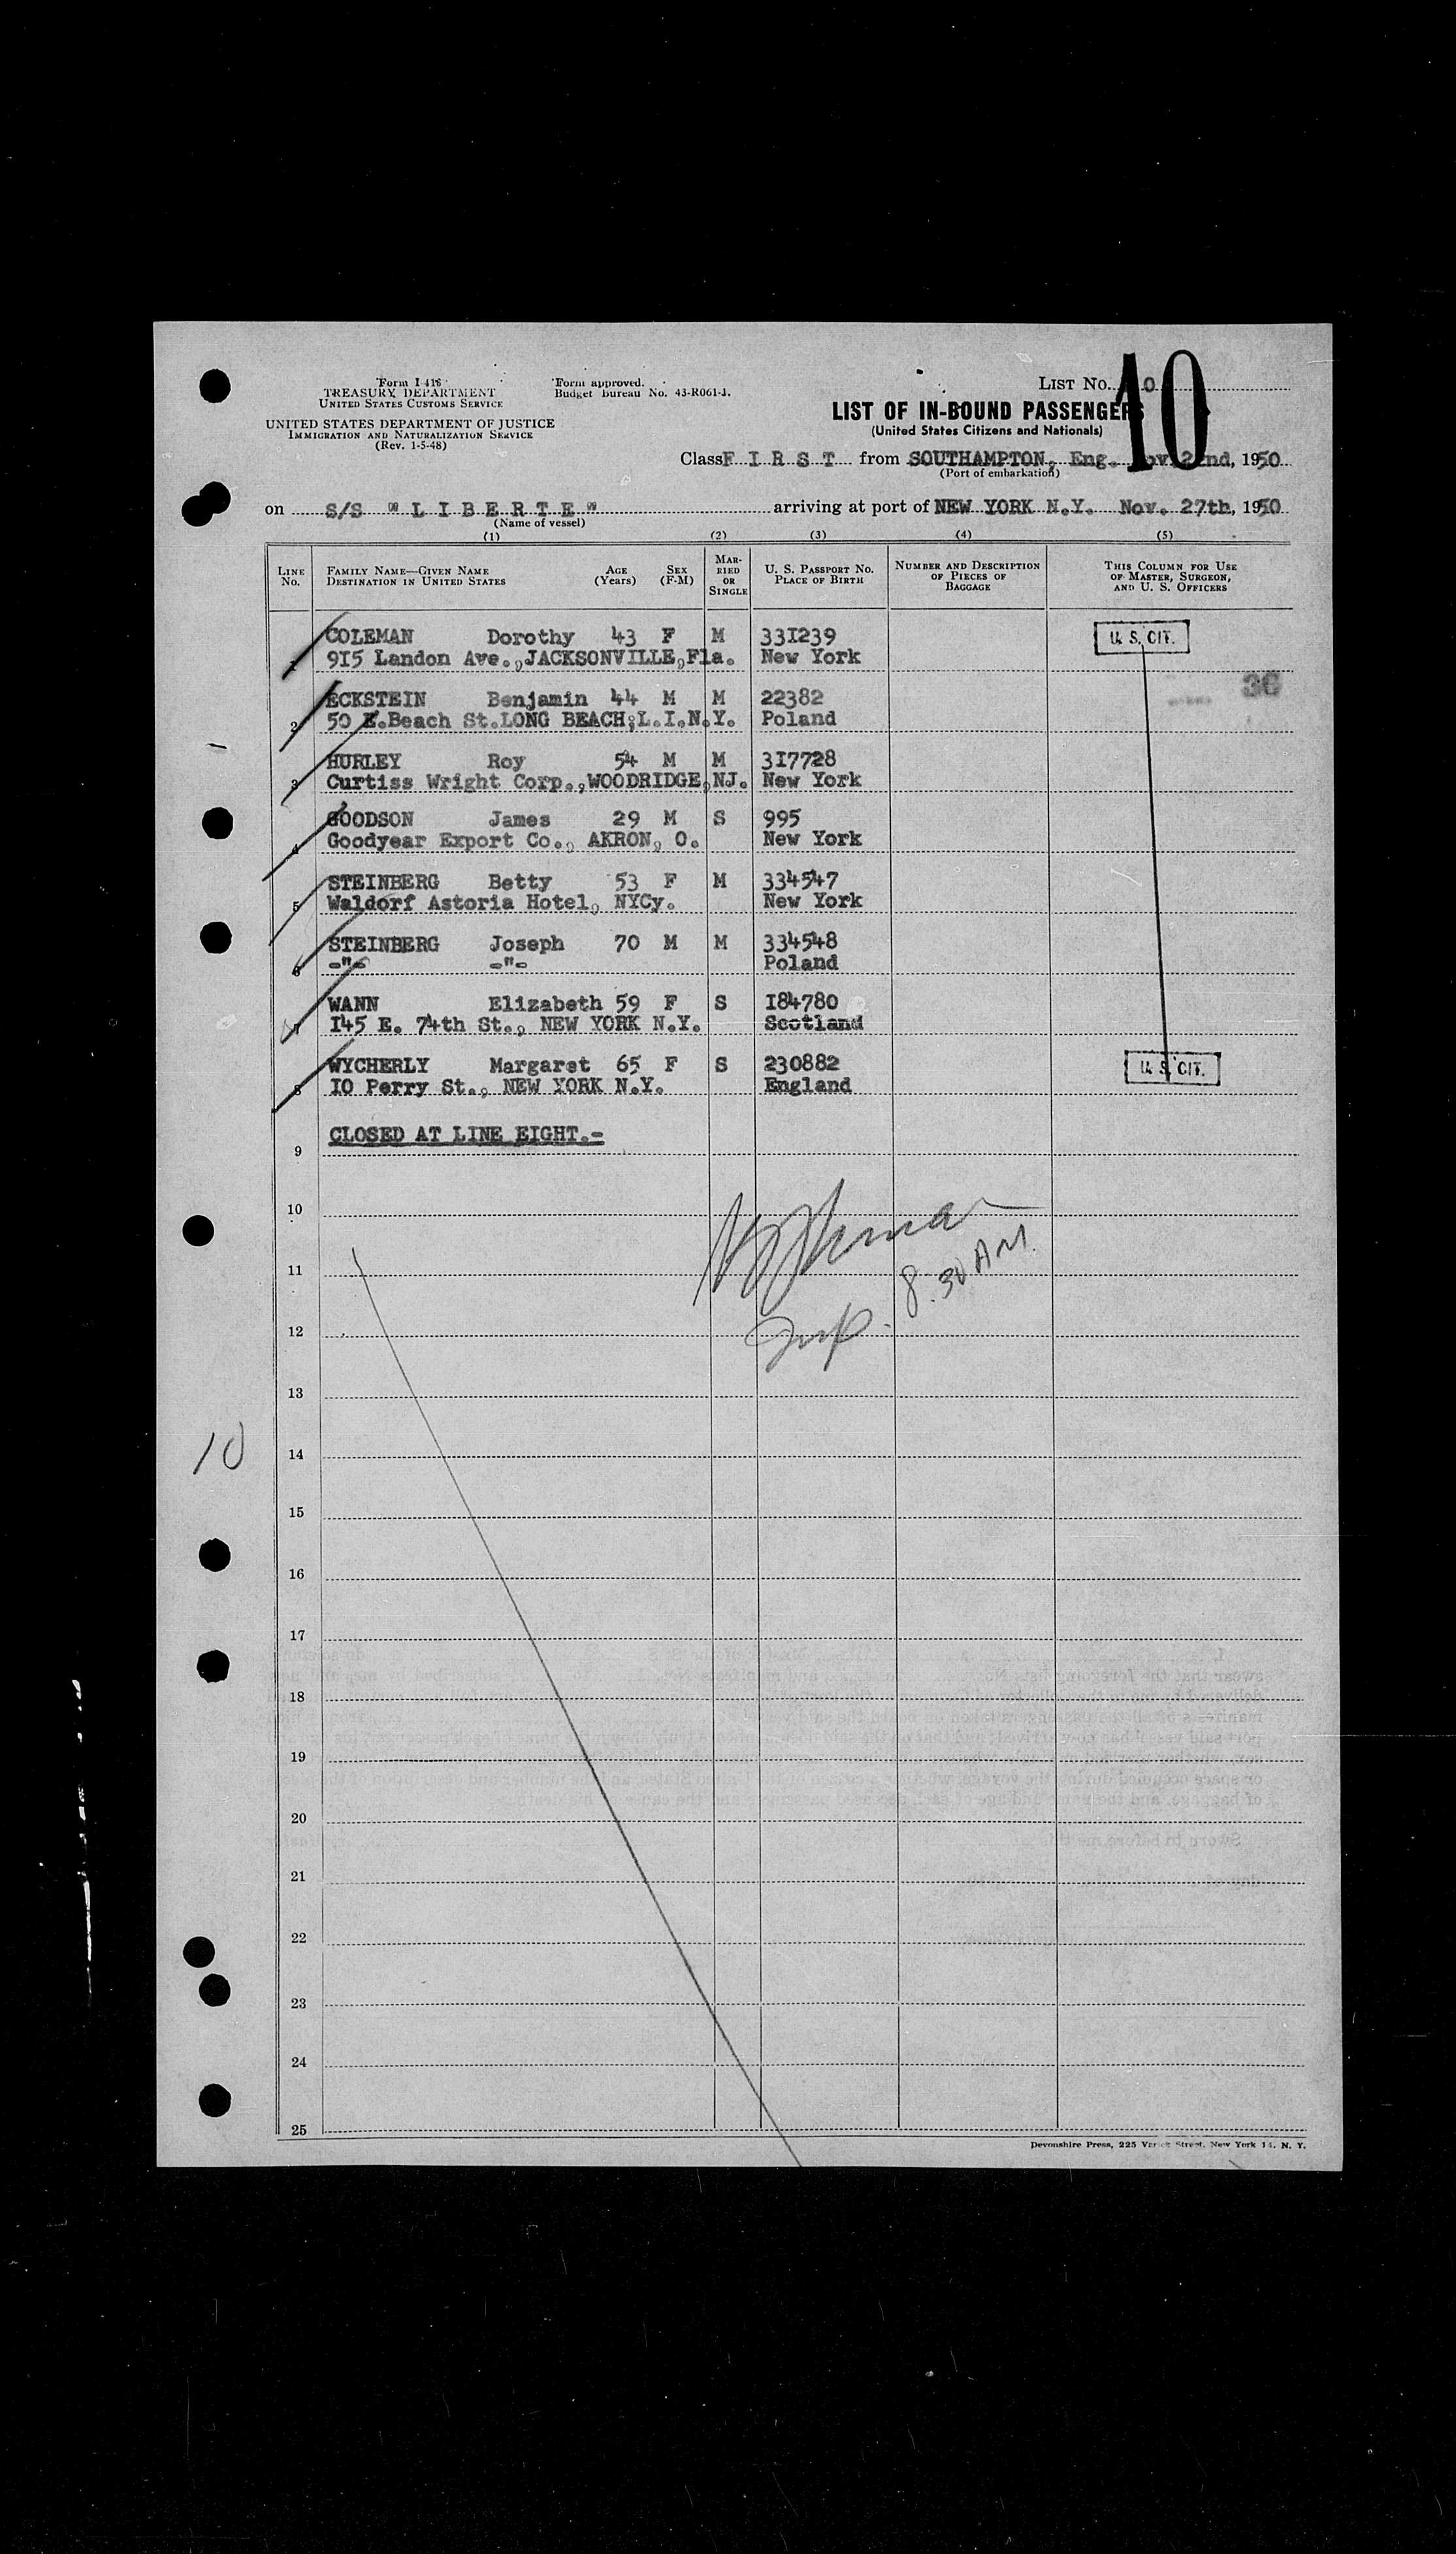 Form I-416
TREASURY DEPARTMENT
UNITED STATES CUSTOMS SERVICE
UNITED STATES DEPARTMENT OF JUSTICE
IMMIGRATION AND NATURALIZATION SERVICE
(Rev. 1-5-48)
Form approved.
Budget Bureau No. 43-R061-1.
LIST No. 10
10
LIST OF IN-BOUND PASSENGERS
(United States Citizens and Nationals)
Class F I R S T from SOUTHAMPTON, Eng. Nov. 22nd, 1950
(Port of embarkation)
on S/S "L I B E R T E" arriving at port of NEW YORK N.Y. Nov. 27th, 1950
(Name of vessel)
(1) (2) (3) (4) (5)
LINE No.
FAMILY NAME—GIVEN NAME
DESTINATION IN UNITED STATES
AGE (Years)
SEX (F-M)
MARRIED OR SINGLE
U. S. PASSPORT No.
PLACE OF BIRTH
NUMBER AND DESCRIPTION OF PIECES OF BAGGAGE
THIS COLUMN FOR USE OF MASTER, SURGEON, AND U. S. OFFICERS
COLEMAN Dorothy 43 F M 331239 U. S. CIT.
1 915 Landon Ave., JACKSONVILLE, Fla. New York
ECKSTEIN Benjamin 44 M M 22382 30
2 50 E. Beach St. LONG BEACH; L.I.N.Y. Poland
HURLEY Roy 54 M M 317728
3 Curtiss Wright Corp., WOODRIDGE, NJ. New York
GOODSON James 29 M S 995
4 Goodyear Export Co., AKRON, O. New York
STEINBERG Betty 53 F M 334547
5 Waldorf Astoria Hotel, NYCy. New York
STEINBERG Joseph 70 M M 334548
6 -"- -"- Poland
WANN Elizabeth 59 F S 184780
7 145 E. 74th St., NEW YORK N.Y. Scotland
WYCHERLY Margaret 65 F S 230882 U. S. CIT.
8 10 Perry St., NEW YORK N.Y. England
CLOSED AT LINE EIGHT.-
9
10
11
8.30 AM
Insp.
12
13
10
14
15
16
17
18
19
20
21
22
23
24
25
Devonshire Press, 225 Varick Street, New York 14, N. Y.